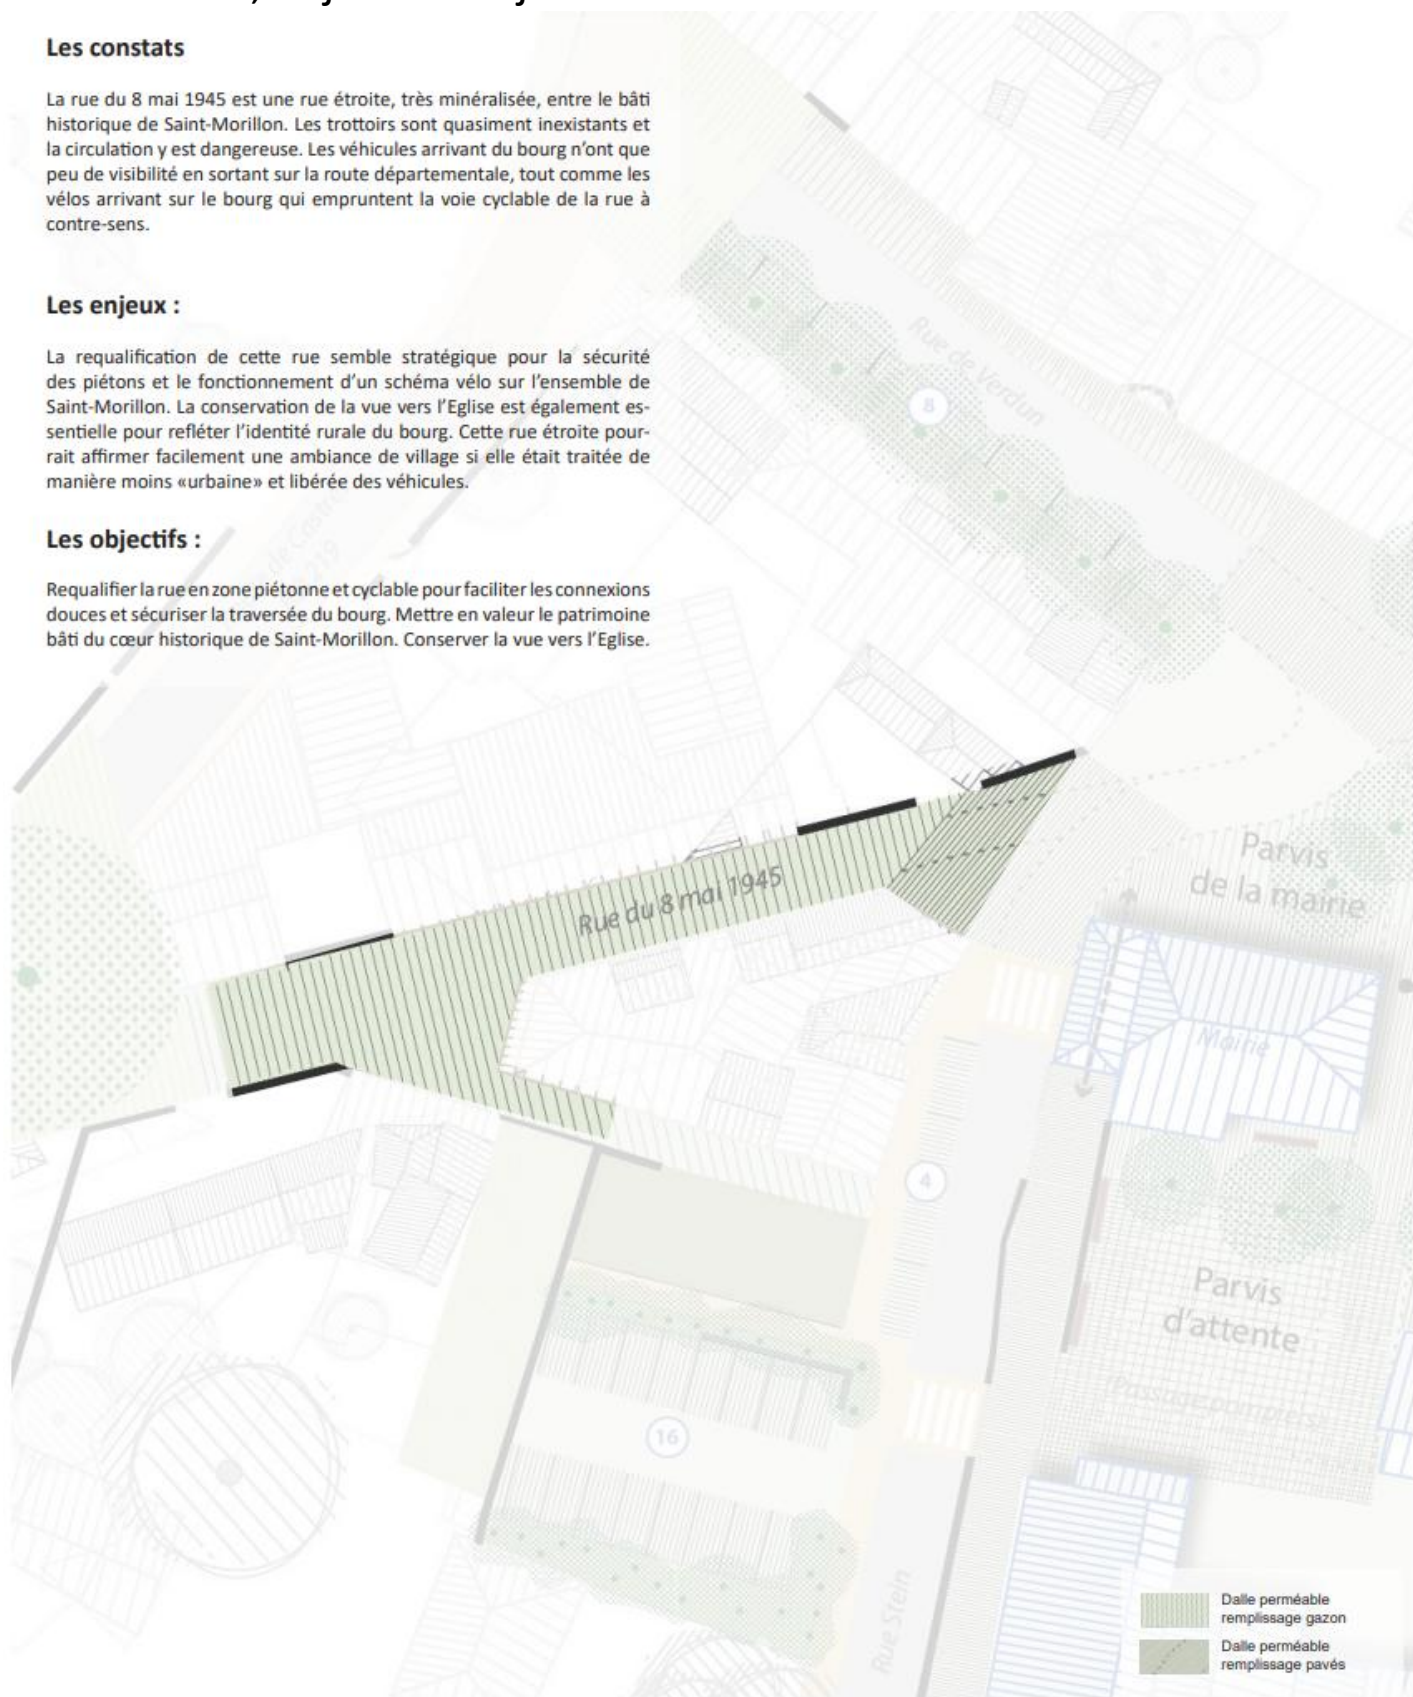 Les constats
La rue du 8 mai 1945 est une rue étroite, très minéralisée, entre le bâti
historique de Saint-Morillon. Les trottoirs sont quasiment inexistants et
la circulation y est dangereuse. Les véhicules arrivant du bourg n’ont que
peu de visibilité en sortant sur la route départementale, tout comme les
vélos arrivant sur le bourg qui empruntent la voie cyclable de la rue à
contre-sens.
Les enjeux :
La requalification de cette rue semble stratégique pour la sécurité
des piétons et le fonctionnement d’un schéma vélo sur l’ensemble de
Saint-Morillon. La conservation de la vue vers l’Eglise est également es-
sentielle pour refléter l’identité rurale du bourg. Cette rue étroite pour-
rait affirmer facilement une ambiance de village si elle était traitée de
manière moins «urbaine» et libérée des véhicules.
Les objectifs :
Requalifier la rue en zone piétonne et cyclable pour faciliter les connexions
douces et sécuriser la traversée du bourg. Mettre en valeur le patrimoine
bâti du cœur historique de Saint-Morillon. Conserver la vue vers l’Eglise.
Rue de Verdun
8
Rue du 8 mai 1945
Parvis
de la mairie
Mairie
4
Parvis
d'attente
(Passage pompiers)
16
Rue Stein
Dalle perméable
remplissage gazon
Dalle perméable
remplissage pavés